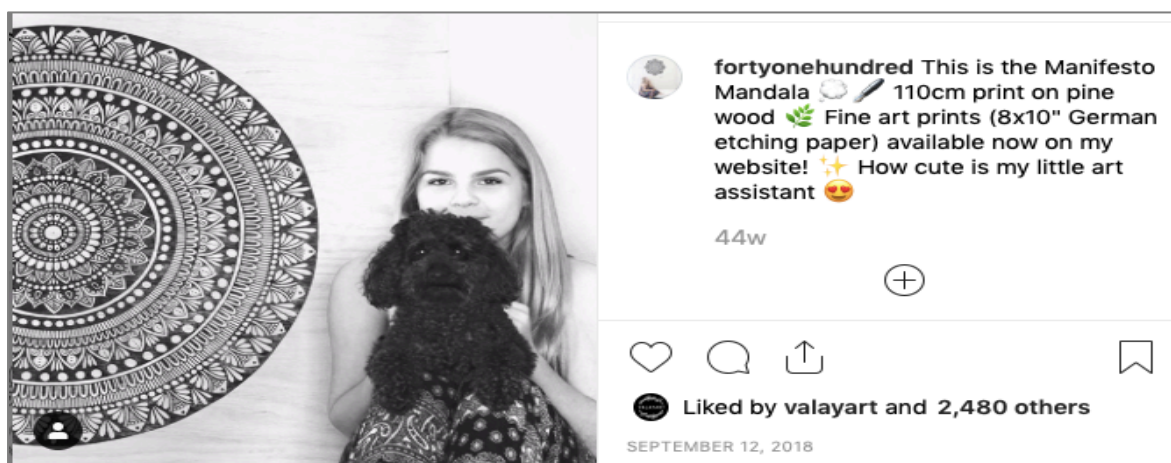 fortyonehundred This is the Manifesto
Mandala 💭 🖋️ 110cm print on pine
wood 🌿 Fine art prints (8x10" German
etching paper) available now on my
website! ✨ How cute is my little art
assistant 😍
44w
Liked by valayart and 2,480 others
SEPTEMBER 12, 2018